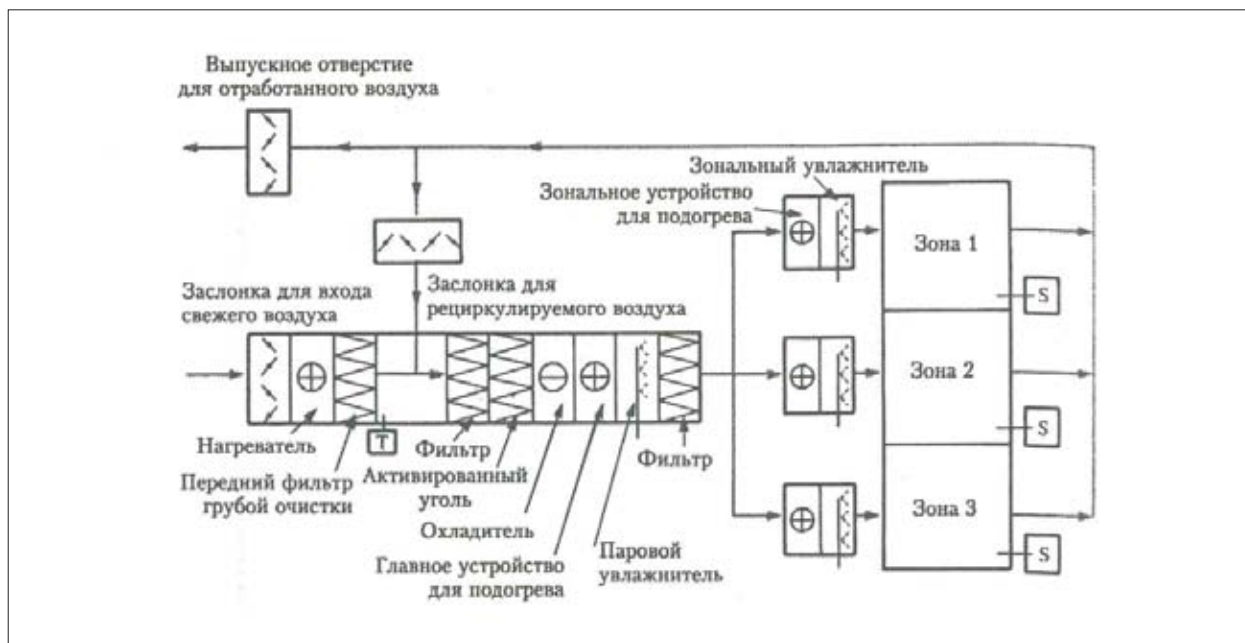 Выпускное отверстие
для отработанного воздуха
Зональный увлажнитель
Зональное устройство
для подогрева
Зона 1
S
Заслонка для входа
свежего воздуха
Заслонка для
рециркулируемого воздуха
Зона 2
S
Нагреватель
T
Фильтр
Фильтр
Передний фильтр
грубой очистки
Активированный
уголь
Зона 3
Охладитель
Паровой
увлажнитель
S
Главное устройство
для подогрева